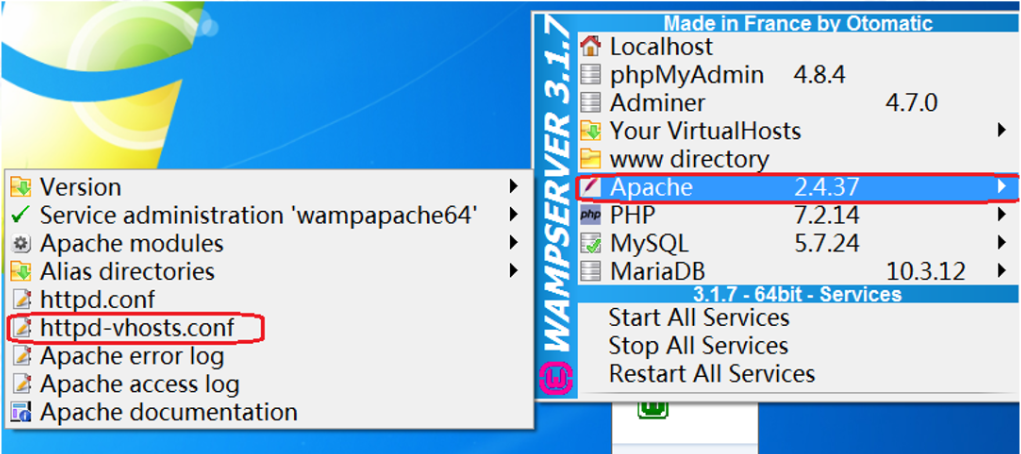 Made in France by Otomatic
WAMPSERVER 3.1.7
Localhost
phpMyAdmin 4.8.4
Adminer 4.7.0
Your VirtualHosts
www directory
Apache 2.4.37
php PHP 7.2.14
MySQL 5.7.24
MariaDB 10.3.12
3.1.7 - 64bit - Services
Start All Services
Stop All Services
Restart All Services
Version
Service administration 'wampapache64'
Apache modules
Alias directories
httpd.conf
httpd-vhosts.conf
Apache error log
Apache access log
Apache documentation